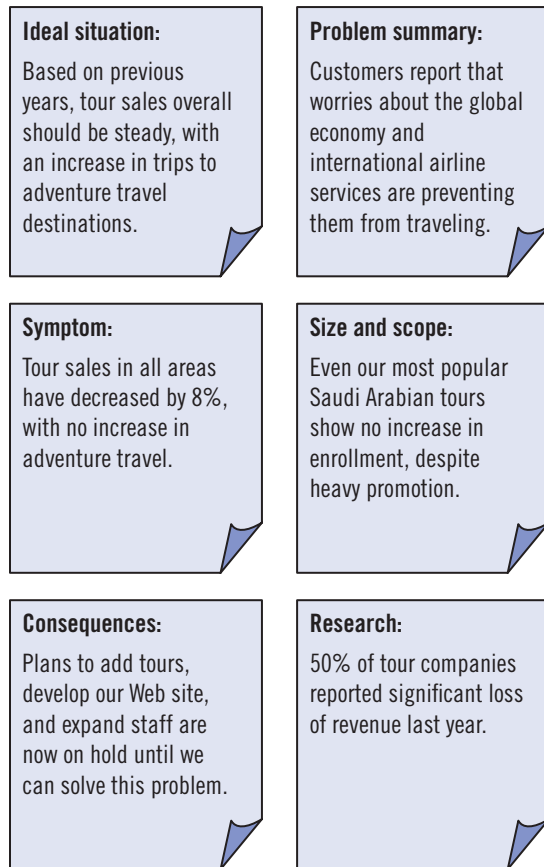 Ideal situation:
Based on previous
years, tour sales overall
should be steady, with
an increase in trips to
adventure travel
destinations.
Problem summary:
Customers report that
worries about the global
economy and
international airline
services are preventing
them from traveling.
Symptom:
Tour sales in all areas
have decreased by 8%,
with no increase in
adventure travel.
Size and scope:
Even our most popular
Saudi Arabian tours
show no increase in
enrollment, despite
heavy promotion.
Consequences:
Plans to add tours,
develop our Web site,
and expand staff are
now on hold until we
can solve this problem.
Research:
50% of tour companies
reported significant loss
of revenue last year.